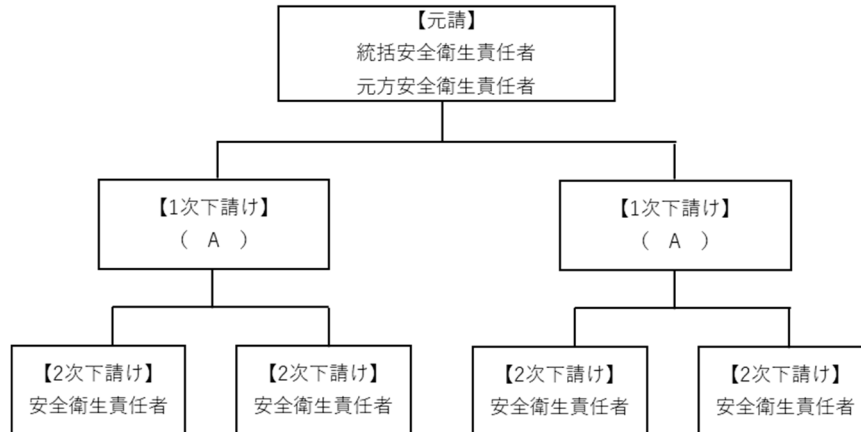 【元請】
統括安全衛生責任者
元方安全衛生責任者
【1次下請け】
（　A　）
【1次下請け】
（　A　）
【2次下請け】
安全衛生責任者
【2次下請け】
安全衛生責任者
【2次下請け】
安全衛生責任者
【2次下請け】
安全衛生責任者